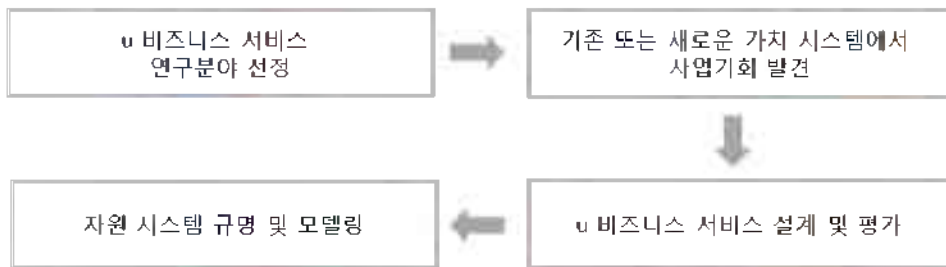 u 비즈니스 서비스
연구분야 선정
기존 또는 새로운 가치 시스템에서
사업기회 발견
u 비즈니스 서비스 설계 및 평가
자원 시스템 규명 및 모델링